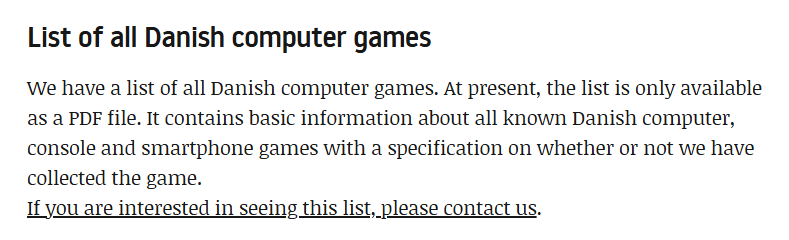 List of all Danish computer games
We have a list of all Danish computer games. At present, the list is only available
as a PDF file. It contains basic information about all known Danish computer,
console and smartphone games with a specification on whether or not we have
collected the game.
If you are interested in seeing this list, please contact us.